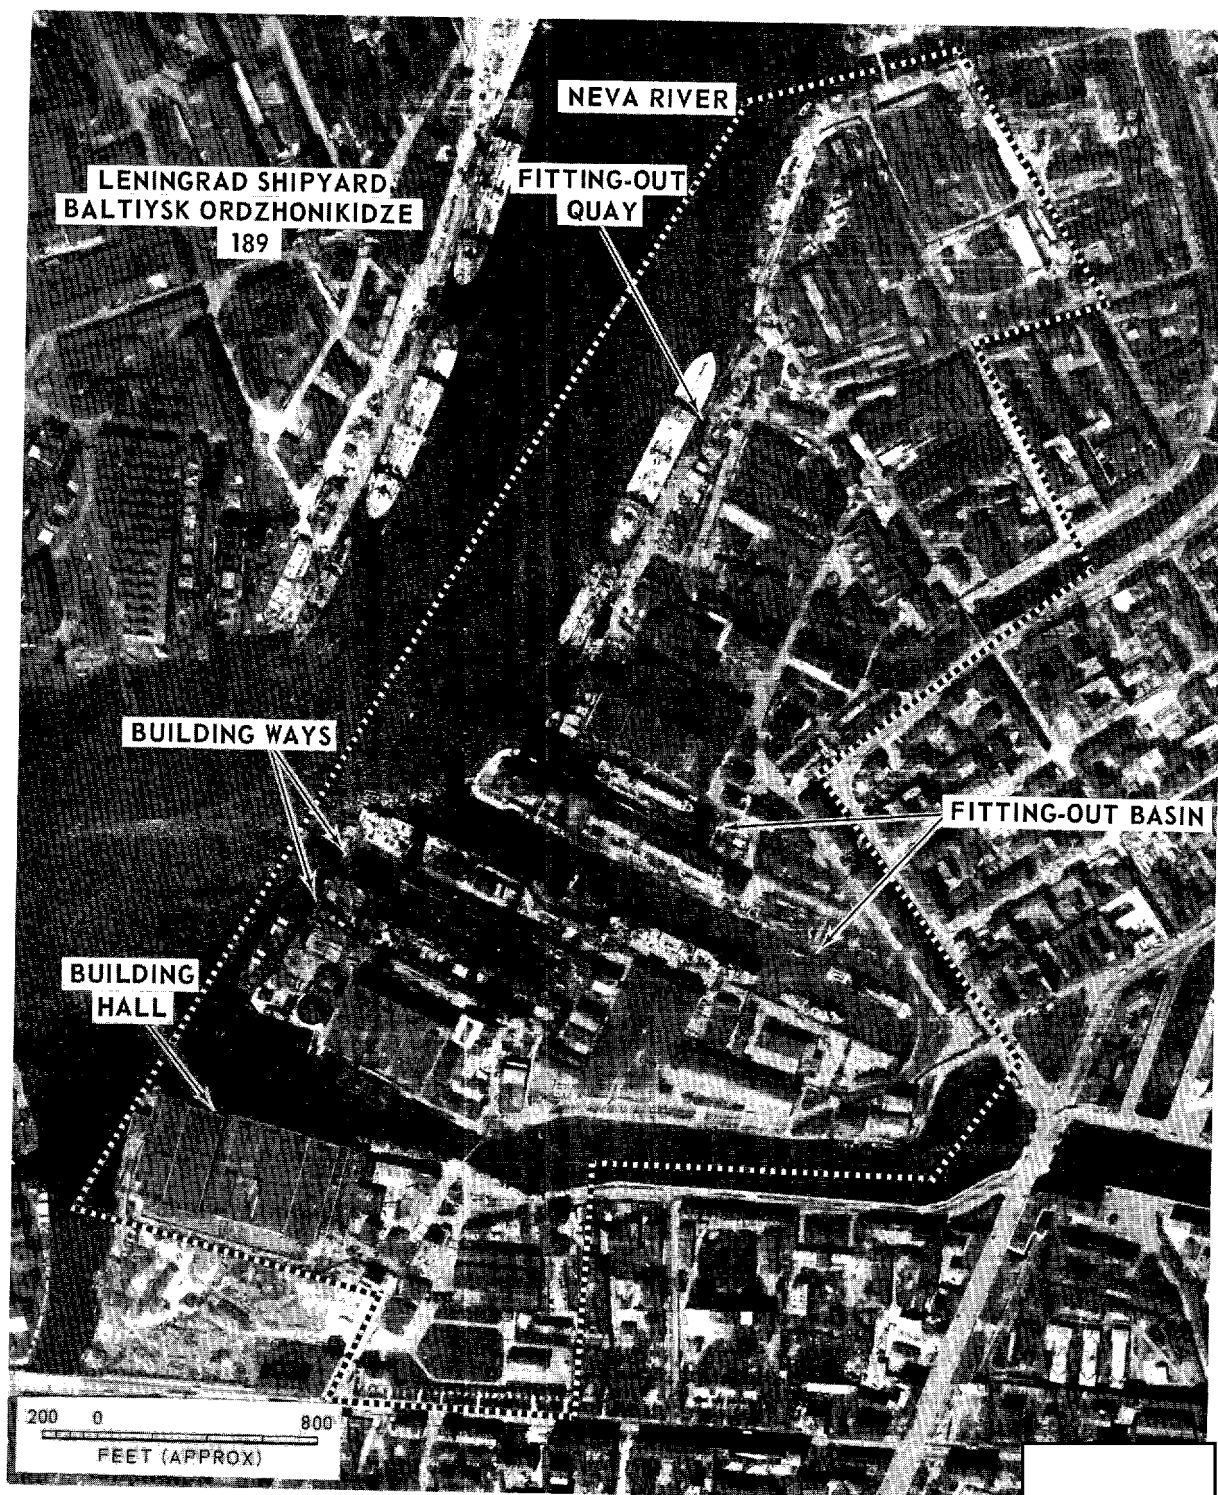 NEVA RIVER
LENINGRAD SHIPYARD
BALTIYSK ORDZHONIKIDZE
189
FITTING-OUT
QUAY
BUILDING WAYS
FITTING-OUT BASIN
BUILDING
HALL
200 0 800
FEET (APPROX)